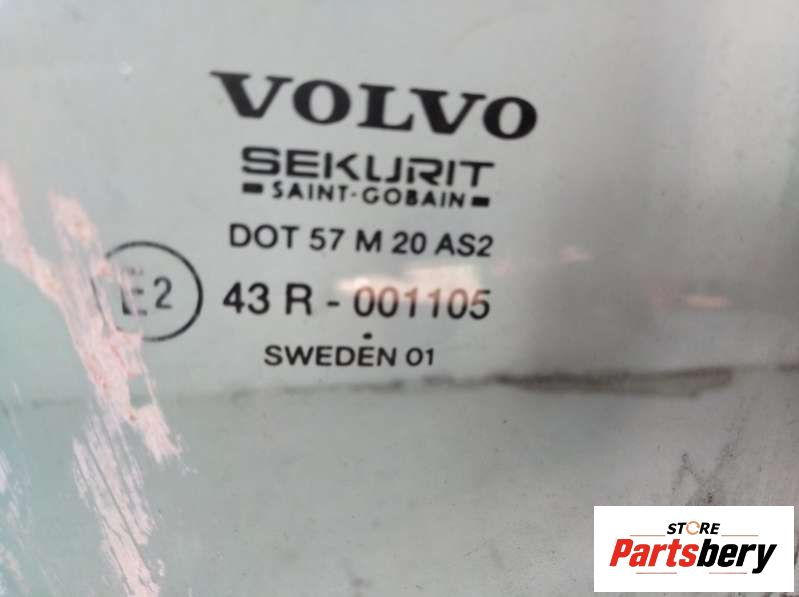 VOLVO
SEKURIT
SAINT-GOBAIN
DOT 57 M 20 AS2
E2
43 R - 001105
SWEDEN 01
STORE
Partsbery